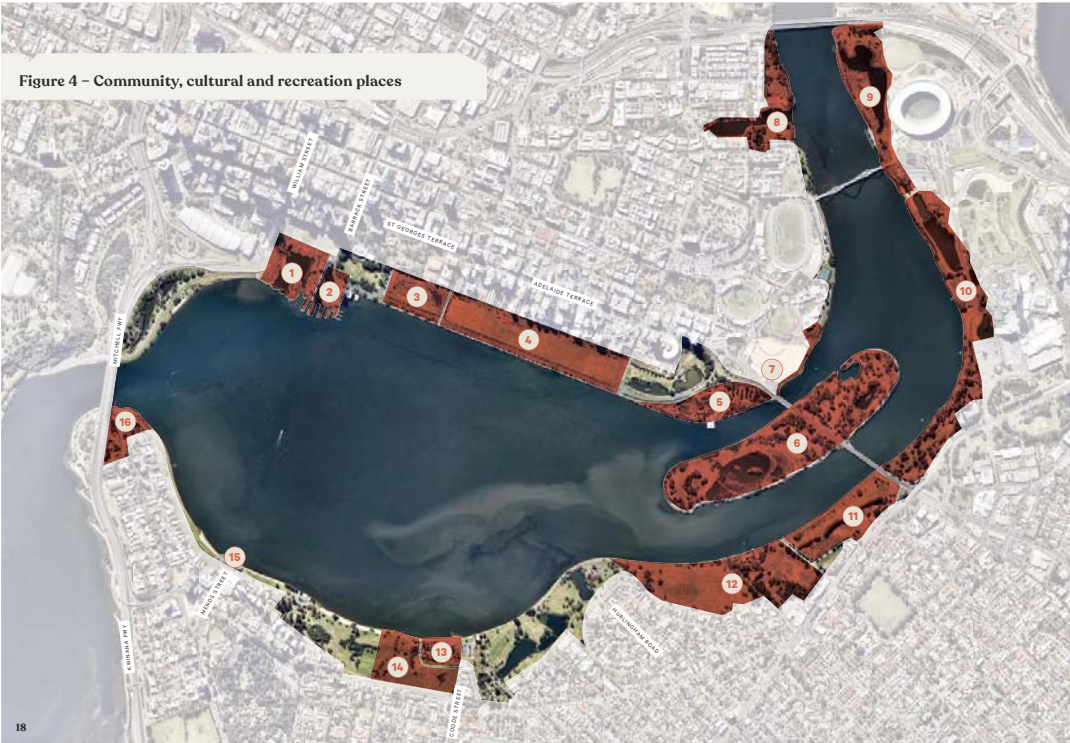 Figure 4 – Community, cultural and recreation places
WILLIAM STREET
BARRACK STREET
ST GEORGES TERRACE
ADELAIDE TERRACE
MITCHELL FWY
KWINANA FWY
MENDS STREET
COODE STREET
HURLINGHAM ROAD
1
2
3
4
5
6
7
8
9
10
11
12
13
14
15
16
18